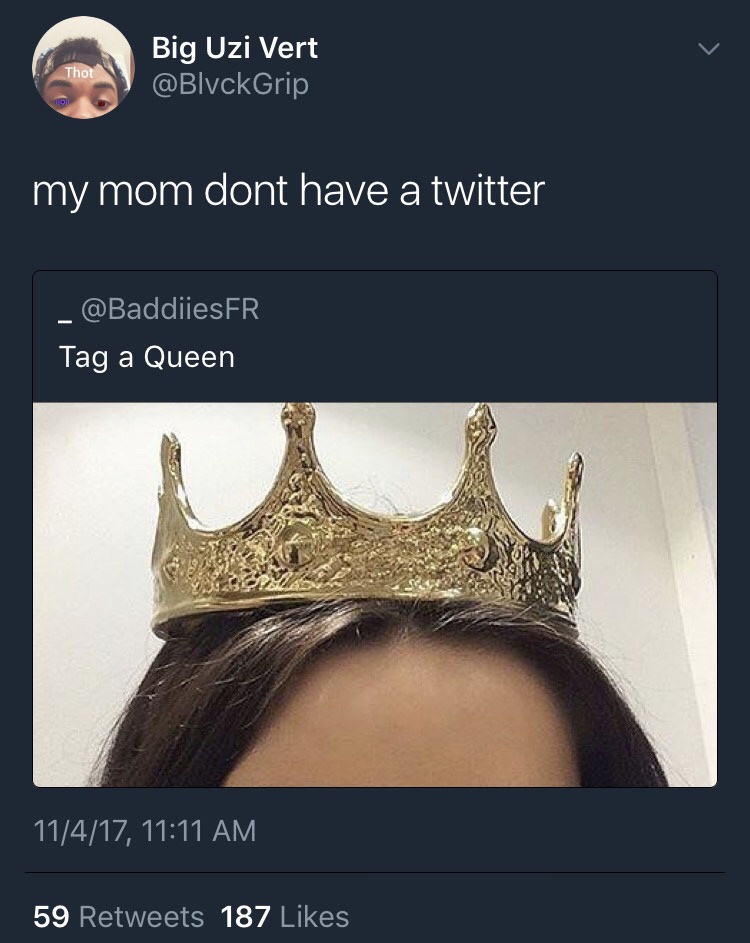 Big Uzi Vert
@BlvckGrip
Thot
my mom dont have a twitter
_ @BaddiiesFR
Tag a Queen
11/4/17, 11:11 AM
59 Retweets 187 Likes